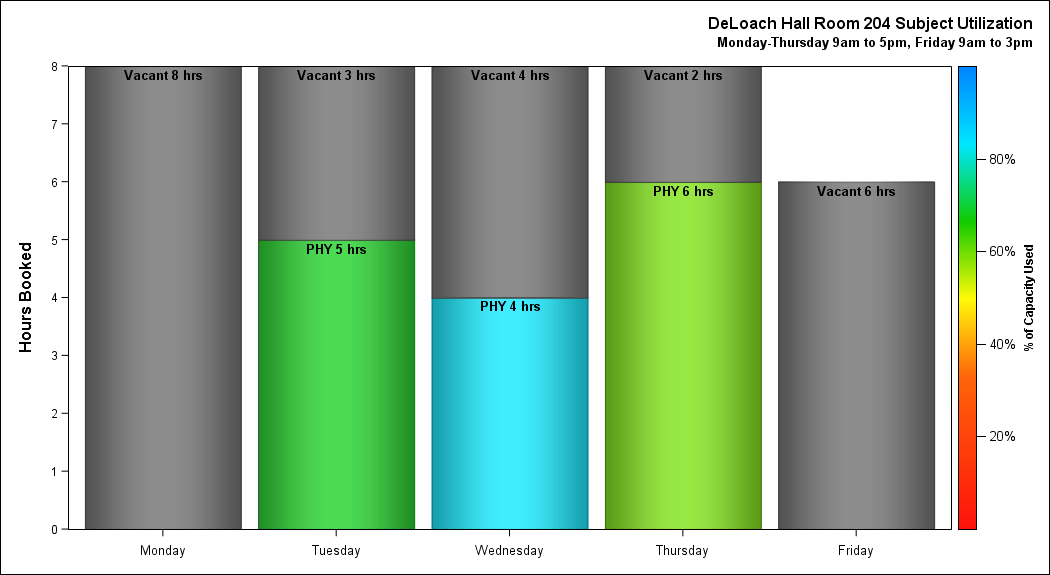 DeLoach Hall Room 204 Subject Utilization
Monday-Thursday 9am to 5pm, Friday 9am to 3pm
Hours Booked
8
7
6
5
4
3
2
1
0
Vacant 8 hrs
Vacant 3 hrs
PHY 5 hrs
Vacant 4 hrs
PHY 4 hrs
Vacant 2 hrs
PHY 6 hrs
Vacant 6 hrs
Monday
Tuesday
Wednesday
Thursday
Friday
80%
60%
40%
20%
% of Capacity Used